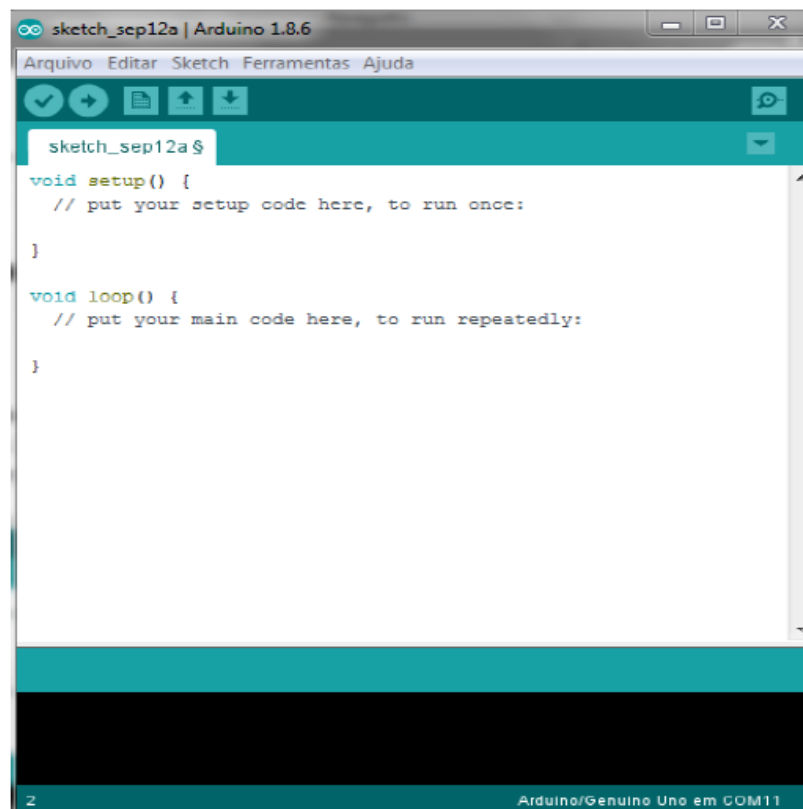 sketch_sep12a | Arduino 1.8.6
Arquivo Editar Sketch Ferramentas Ajuda
sketch_sep12a §
void setup() {
// put your setup code here, to run once:
}
void loop() {
// put your main code here, to run repeatedly:
}
2 Arduino/Genuino Uno em COM11